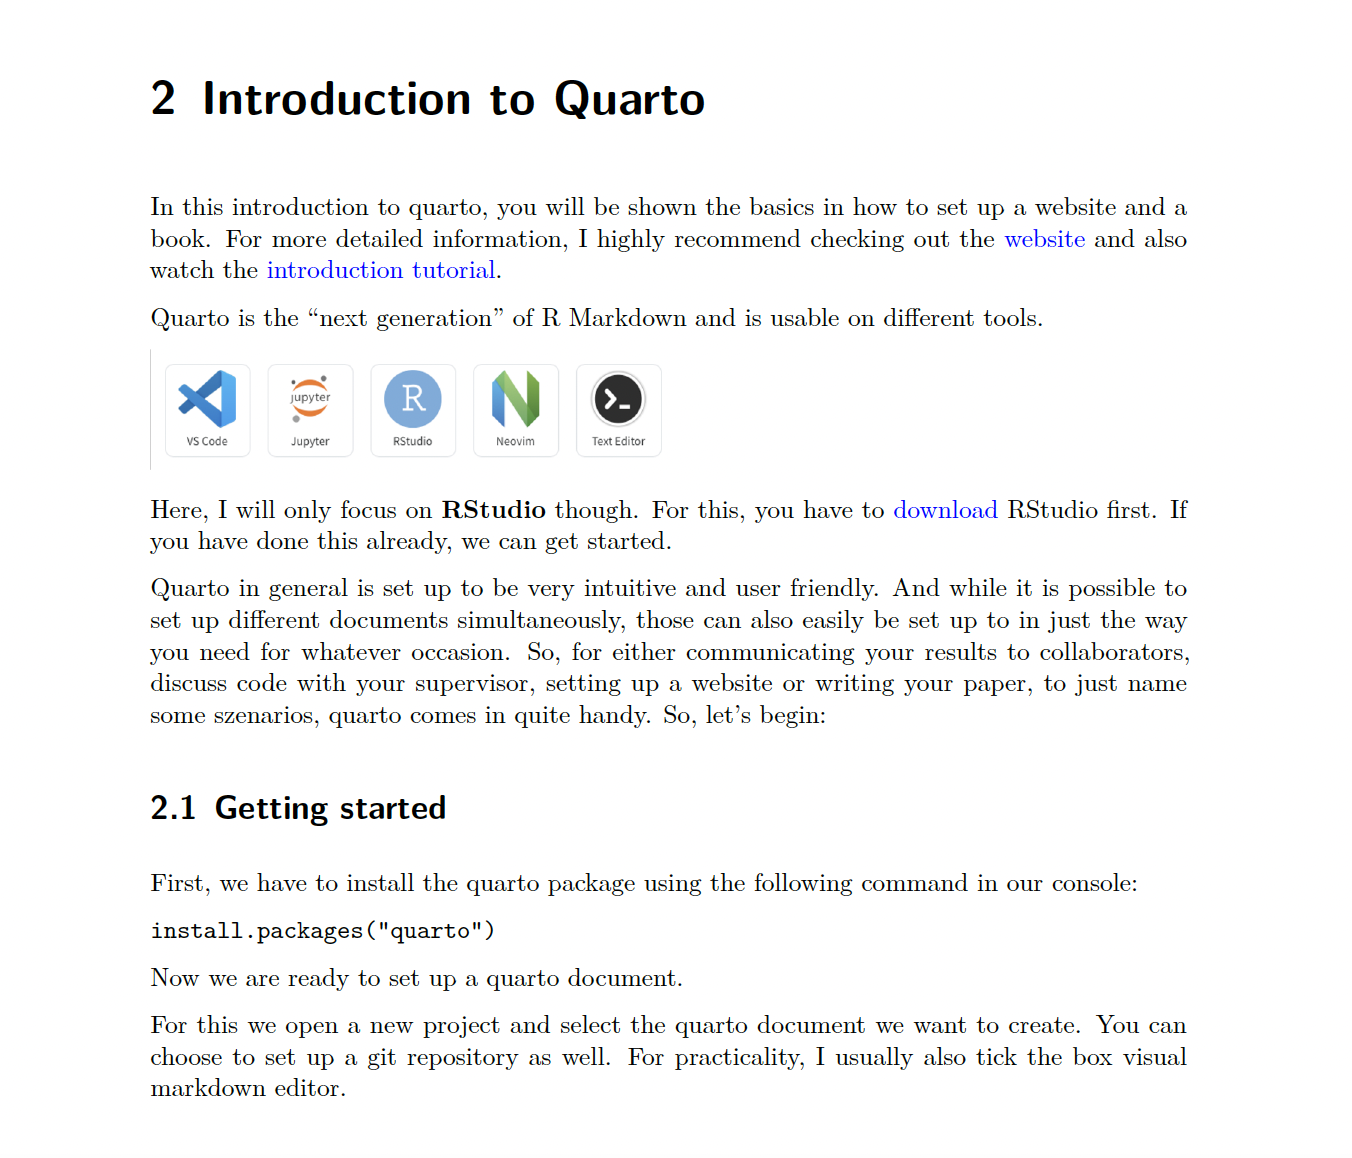 2 Introduction to Quarto
In this introduction to quarto, you will be shown the basics in how to set up a website and a
book. For more detailed information, I highly recommend checking out the website and also
watch the introduction tutorial.
Quarto is the “next generation” of R Markdown and is usable on different tools.
jupyter
R
VS Code Jupyter RStudio Neovim Text Editor
Here, I will only focus on RStudio though. For this, you have to download RStudio first. If
you have done this already, we can get started.
Quarto in general is set up to be very intuitive and user friendly. And while it is possible to
set up different documents simultaneously, those can also easily be set up to in just the way
you need for whatever occasion. So, for either communicating your results to collaborators,
discuss code with your supervisor, setting up a website or writing your paper, to just name
some szenarios, quarto comes in quite handy. So, let’s begin:
2.1 Getting started
First, we have to install the quarto package using the following command in our console:
install.packages("quarto")
Now we are ready to set up a quarto document.
For this we open a new project and select the quarto document we want to create. You can
choose to set up a git repository as well. For practicality, I usually also tick the box visual
markdown editor.